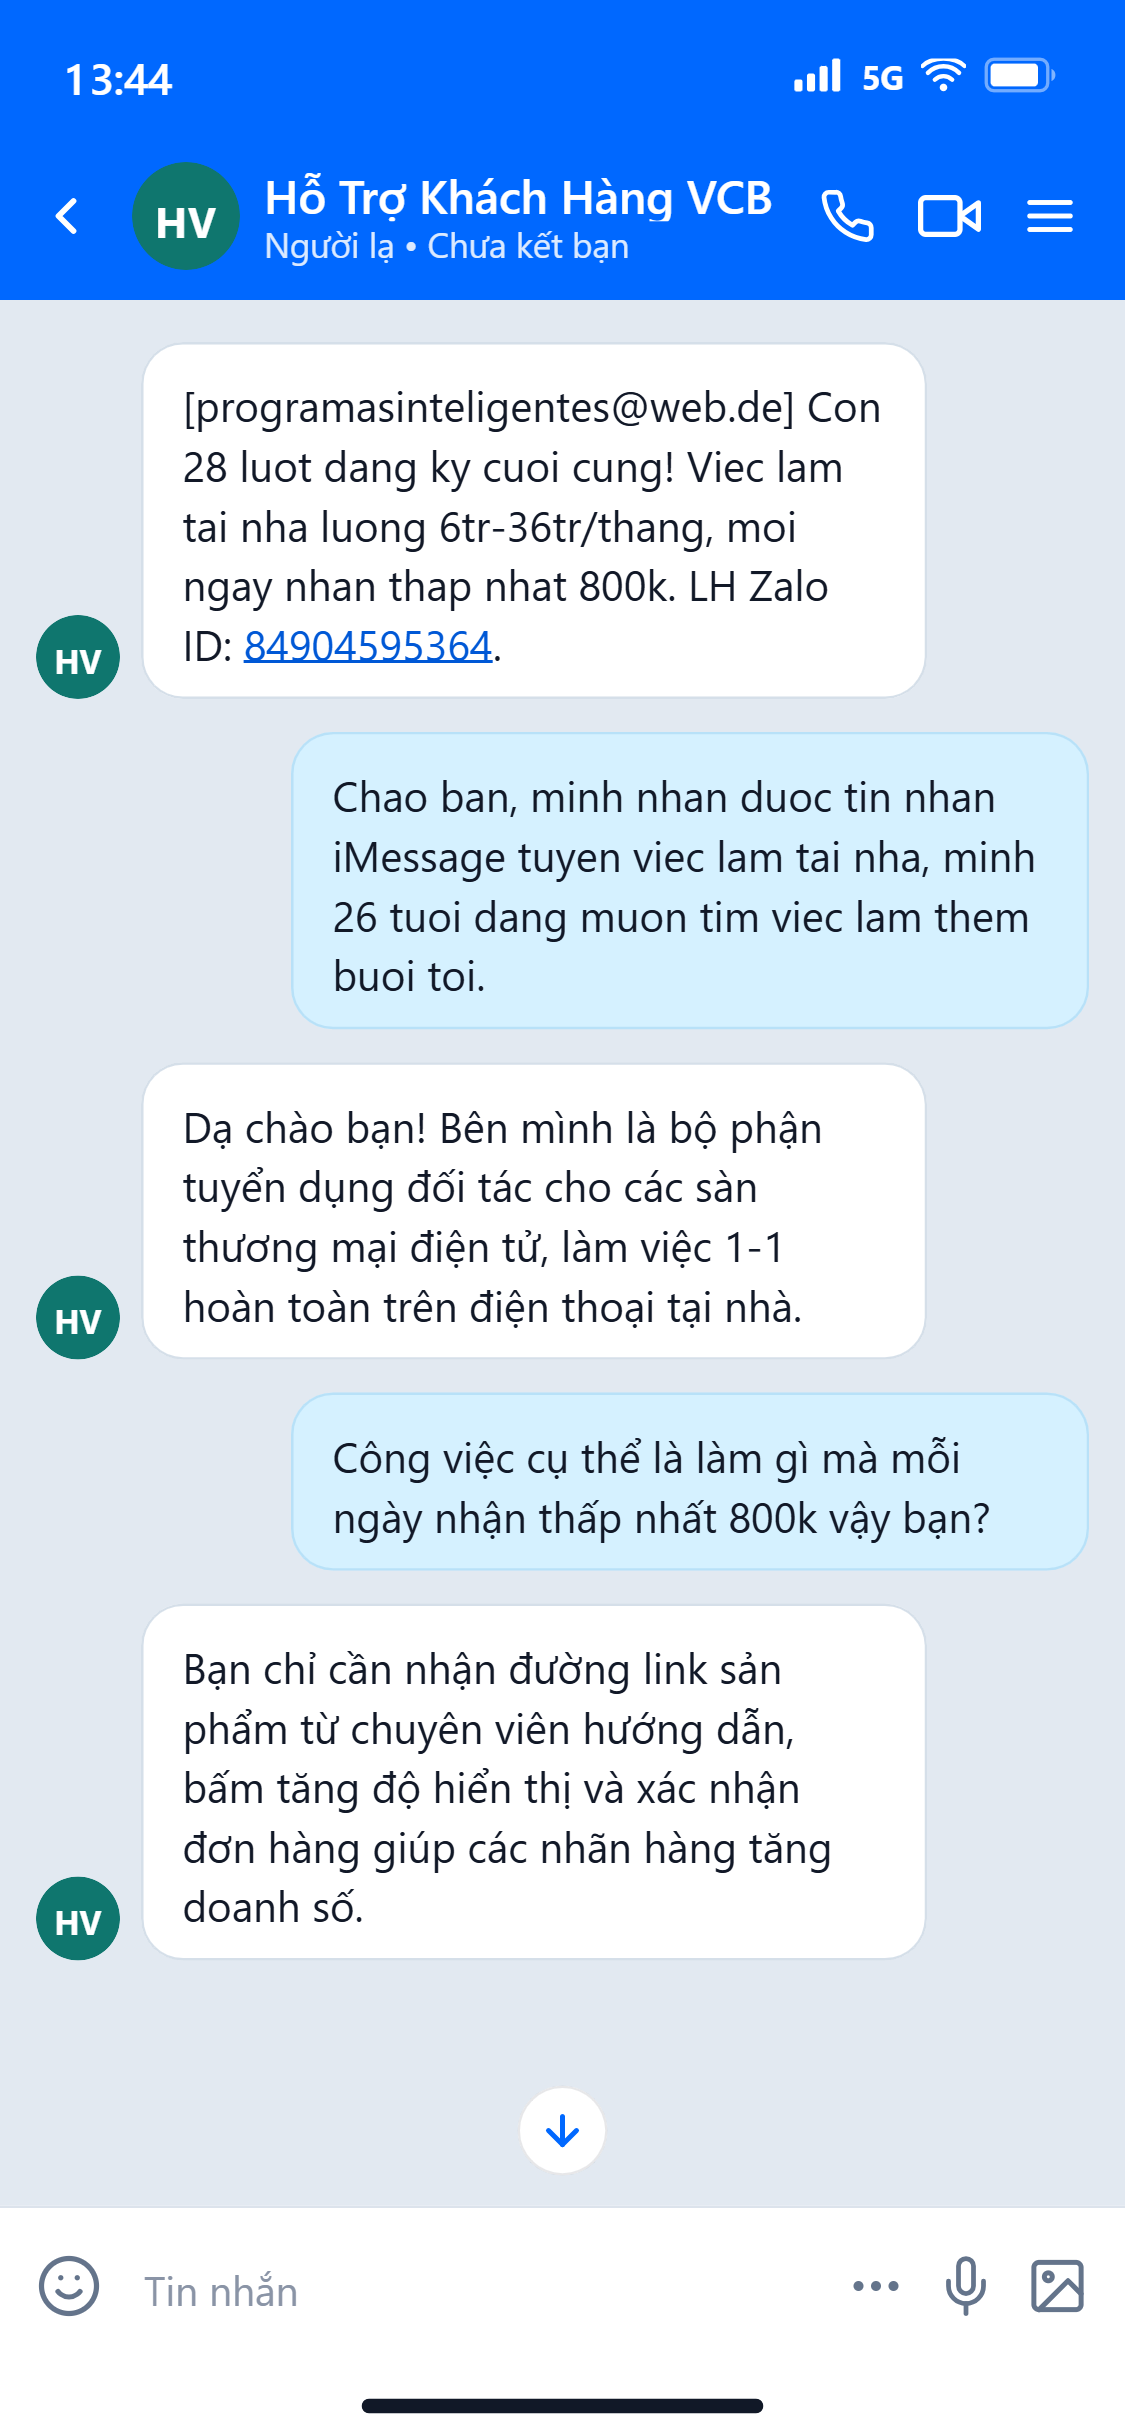 13:44
5G
HV
Hỗ Trợ Khách Hàng VCB
Người lạ • Chưa kết bạn
[programasinteligentes@web.de] Con
28 luot dang ky cuoi cung! Viec lam
tai nha luong 6tr-36tr/thang, moi
ngay nhan thap nhat 800k. LH Zalo
ID: 84904595364.
HV
Chao ban, minh nhan duoc tin nhan
iMessage tuyen viec lam tai nha, minh
26 tuoi dang muon tim viec lam them
buoi toi.
Dạ chào bạn! Bên mình là bộ phận
tuyển dụng đối tác cho các sàn
thương mại điện tử, làm việc 1-1
hoàn toàn trên điện thoại tại nhà.
HV
Công việc cụ thể là làm gì mà mỗi
ngày nhận thấp nhất 800k vậy bạn?
Bạn chỉ cần nhận đường link sản
phẩm từ chuyên viên hướng dẫn,
bấm tăng độ hiển thị và xác nhận
đơn hàng giúp các nhãn hàng tăng
doanh số.
HV
Tin nhắn